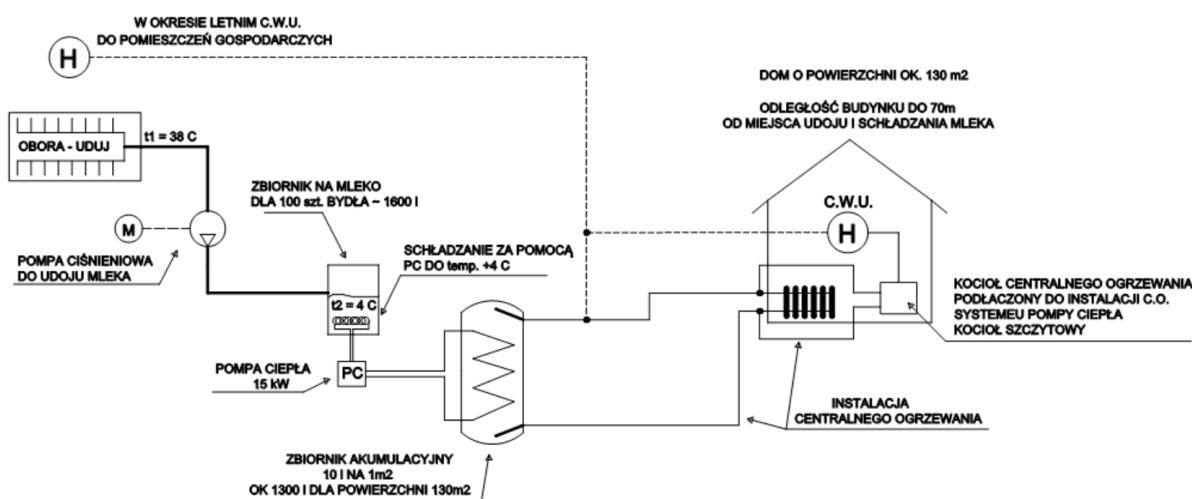 W OKRESIE LETNIM C.W.U.
DO POMIESZCZEŃ GOSPODARCZYCH
H
OBORA - UDUJ
t1 = 38 C
M
POMPA CIŚNIENIOWA
DO UDOJU MLEKA
ZBIORNIK NA MLEKO
DLA 100 szt. BYDŁA ~ 1600 l
SCHŁADZANIE ZA POMOCĄ
PC DO temp. +4 C
t2 = 4 C
POMPA CIEPŁA
15 kW
PC
ZBIORNIK AKUMULACYJNY
10 l NA 1m2
OK 1300 l DLA POWIERZCHNI 130m2
DOM O POWIERZCHNI OK. 130 m2
ODLEGŁOŚĆ BUDYNKU DO 70m
OD MIEJSCA UDOJU I SCHŁADZANIA MLEKA
C.W.U.
H
KOCIOŁ CENTRALNEGO OGRZEWANIA
PODŁACZONY DO INSTALACJI C.O.
SYSTEMEU POMPY CIEPŁA
KOCIOŁ SZCZYTOWY
INSTALACJA
CENTRALNEGO OGRZEWANIA